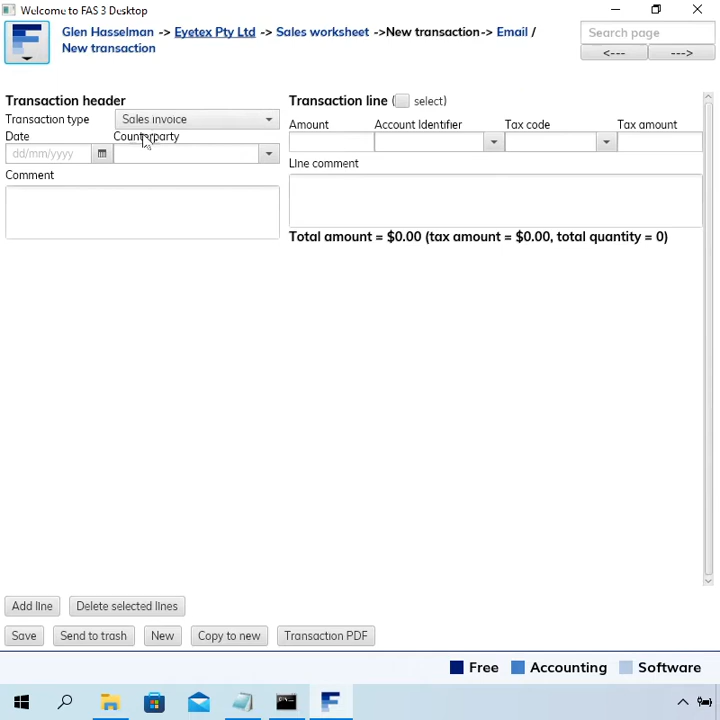 Welcome to FAS 3 Desktop
Glen Hasselman -> Eyetex Pty Ltd -> Sales worksheet ->New transaction-> Email /
New transaction
Search page
<---
--->
Transaction header
Transaction type
Sales invoice
Date
Counterparty
dd/mm/yyyy
Comment
Transaction line ( select)
Amount
Account Identifier
Tax code
Tax amount
LIne comment
Total amount = $0.00 (tax amount = $0.00, total quantity = 0)
Add line
Delete selected lines
Save
Send to trash
New
Copy to new
Transaction PDF
Free
Accounting
Software